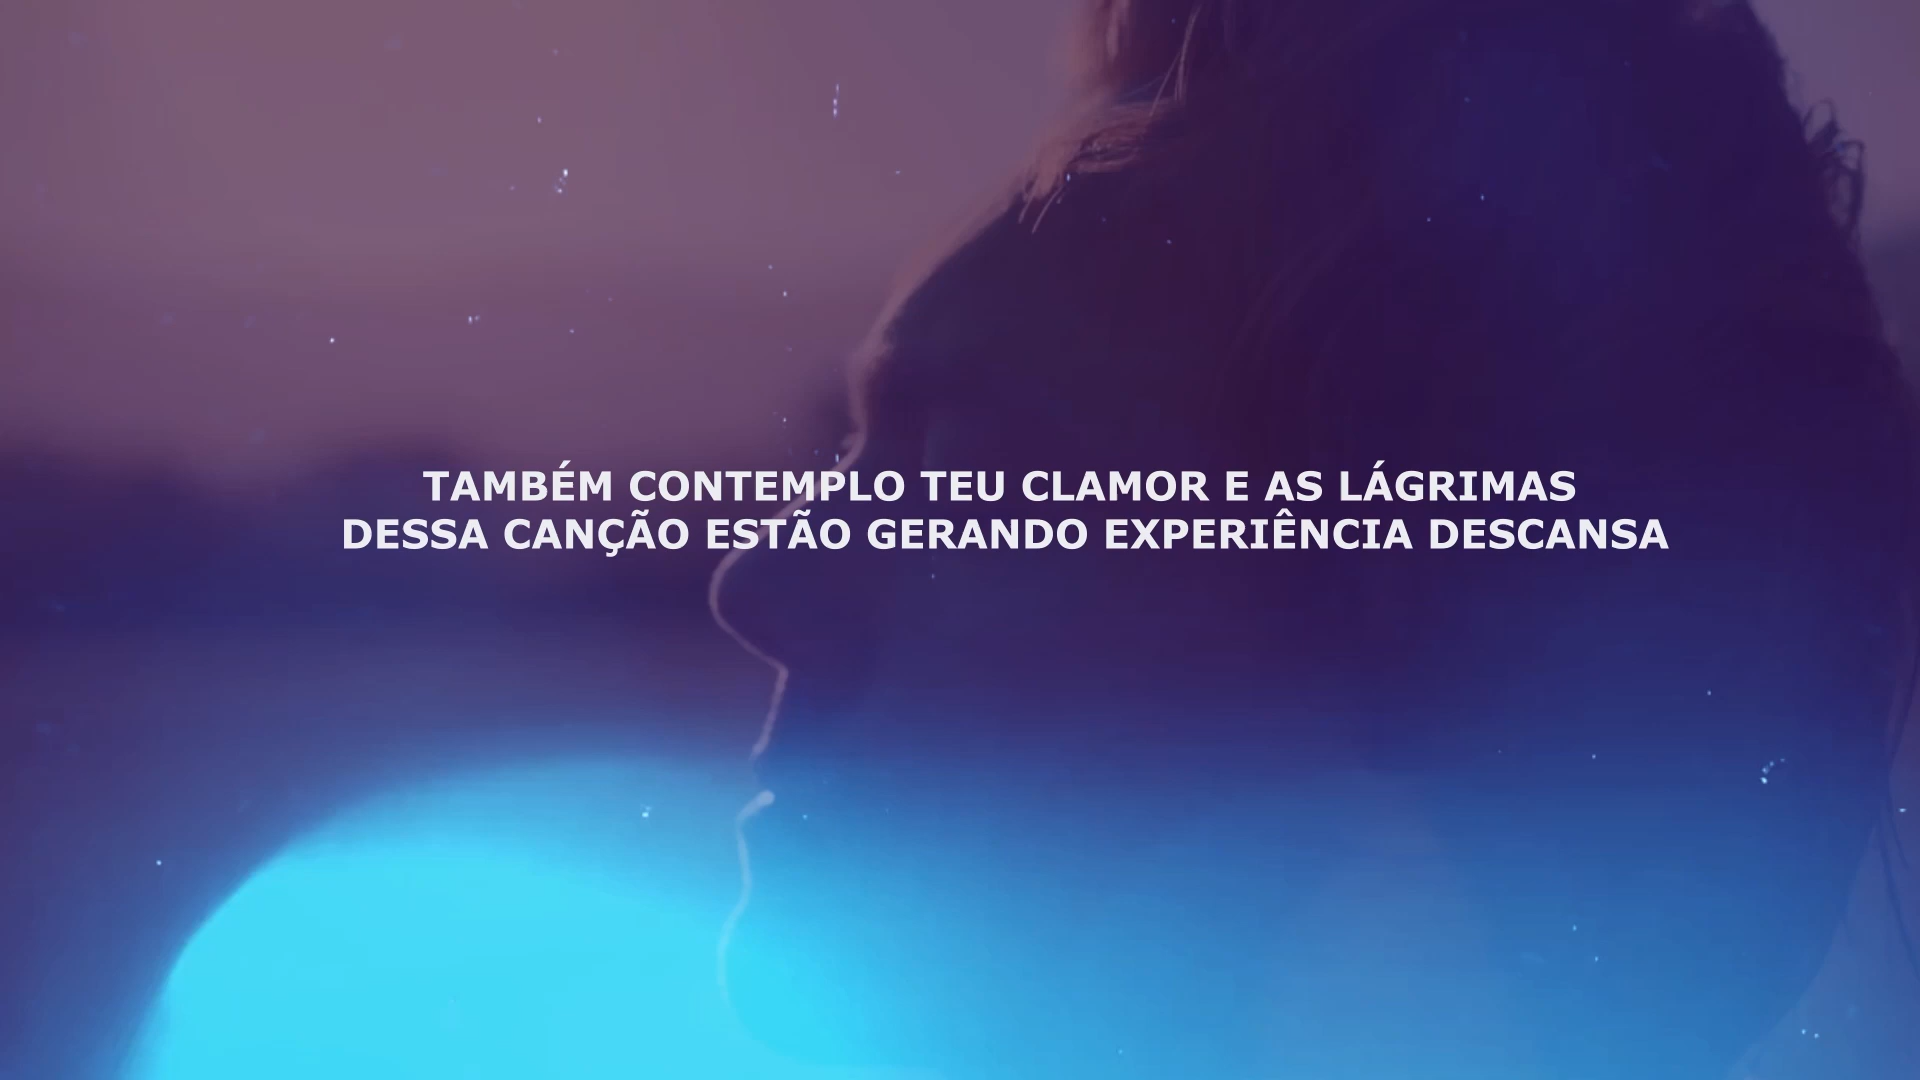 TAMBÉM CONTEMPLO TEU CLAMOR E AS LÁGRIMAS
DESSA CANÇÃO ESTÃO GERANDO EXPERIÊNCIA DESCANSA